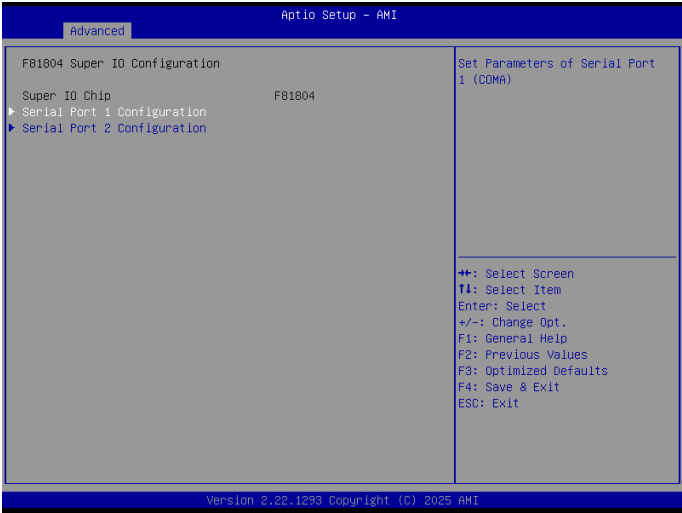 Aptio Setup – AMI
Advanced
F81804 Super IO Configuration
Super IO Chip F81804
Serial Port 1 Configuration
Serial Port 2 Configuration
Set Parameters of Serial Port
1 (COMA)
→←: Select Screen
↑↓: Select Item
Enter: Select
+/-: Change Opt.
F1: General Help
F2: Previous Values
F3: Optimized Defaults
F4: Save & Exit
ESC: Exit
Version 2.22.1293 Copyright (C) 2025 AMI